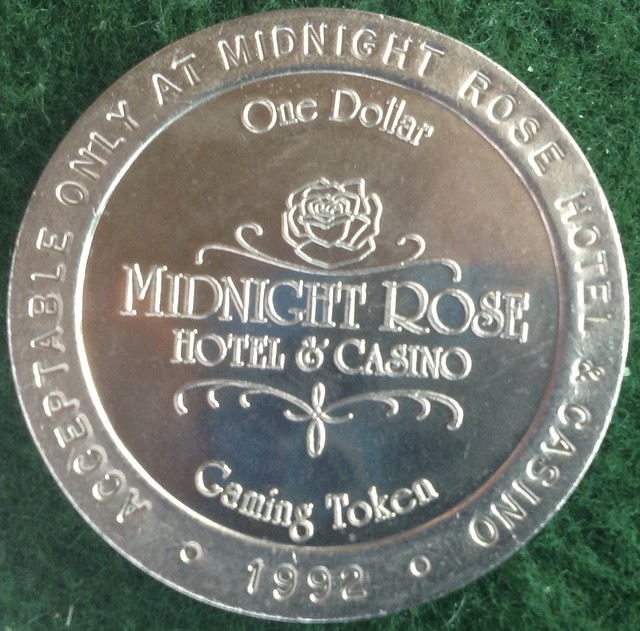 ACCEPTABLE ONLY AT MIDNIGHT ROSE HOTEL & CASINO
One Dollar
MIDNIGHT ROSE
HOTEL & CASINO
Gaming Token
1992